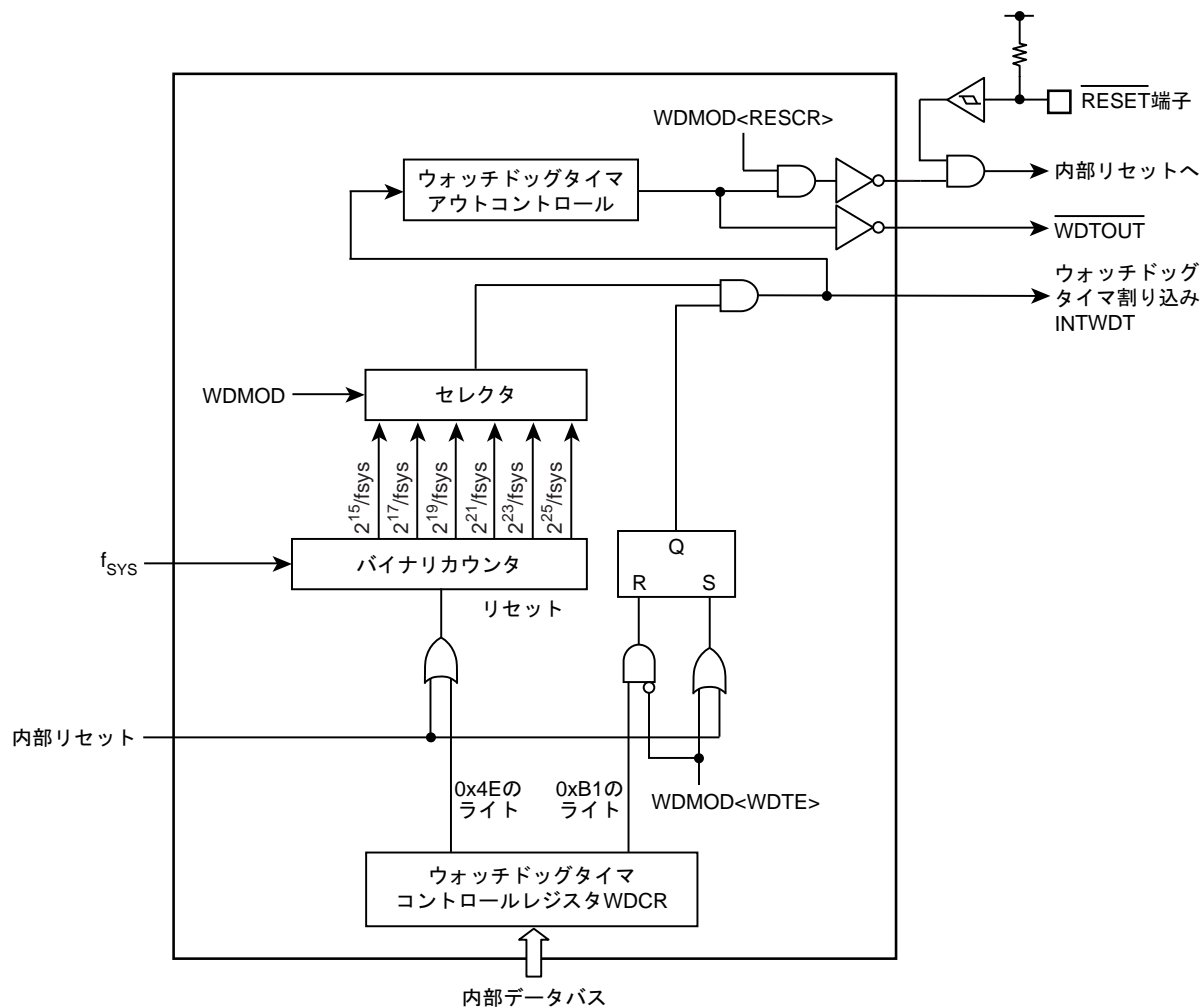 RESET端子
WDMOD<RESCR>
ウォッチドッグタイマ
アウトコントロール
内部リセットへ
WDTOUT
ウォッチドッグ
タイマ割り込み
INTWDT
WDMOD
セレクタ
2^15/fsys
2^17/fsys
2^19/fsys
2^21/fsys
2^23/fsys
2^25/fsys
fSYS
バイナリカウンタ
リセット
Q
R
S
内部リセット
0x4Eの
ライト
0xB1の
ライト
WDMOD<WDTE>
ウォッチドッグタイマ
コントロールレジスタWDCR
内部データバス